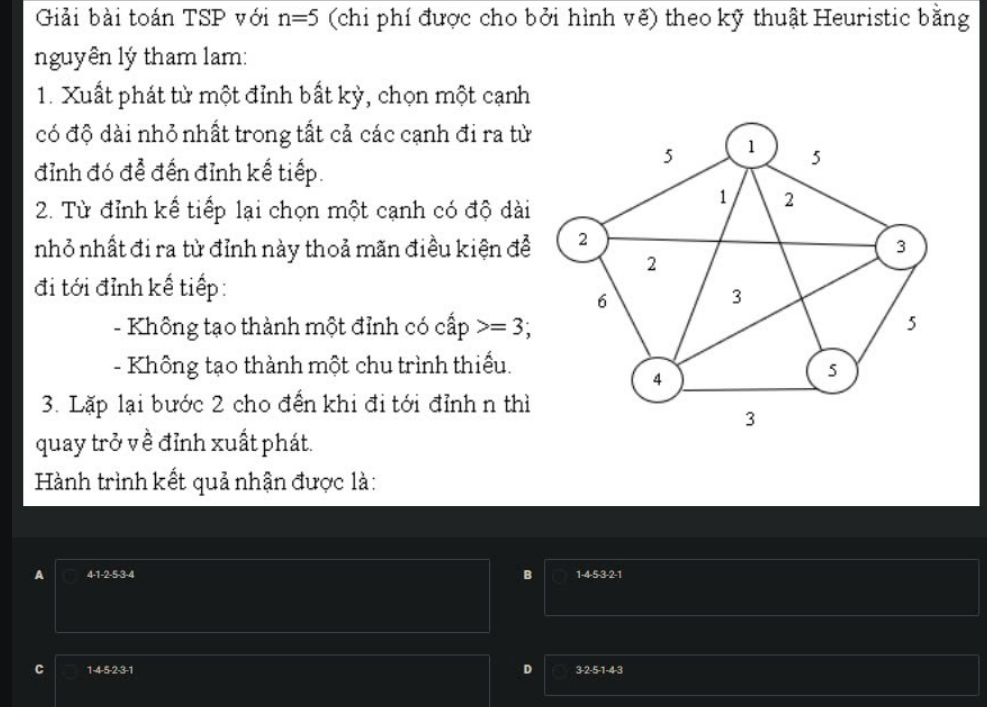 Giải bài toán TSP với n=5 (chi phí được cho bởi hình vẽ) theo kỹ thuật Heuristic bằng
nguyên lý tham lam:
1. Xuất phát từ một đỉnh bất kỳ, chọn một cạnh
có độ dài nhỏ nhất trong tất cả các cạnh đi ra từ
đỉnh đó để đến đỉnh kế tiếp.
2. Từ đỉnh kế tiếp lại chọn một cạnh có độ dài
nhỏ nhất đi ra từ đỉnh này thoả mãn điều kiện để
đi tới đỉnh kế tiếp:
- Không tạo thành một đỉnh có cấp >= 3;
- Không tạo thành một chu trình thiếu.
3. Lặp lại bước 2 cho đến khi đi tới đỉnh n thì
quay trở về đỉnh xuất phát.
Hành trình kết quả nhận được là:
5 1 5
1 2
2 3
2
6 3 5
4 5
3
A 4-1-2-5-3-4
B 1-4-5-3-2-1
C 1-4-5-2-3-1
D 3-2-5-1-4-3